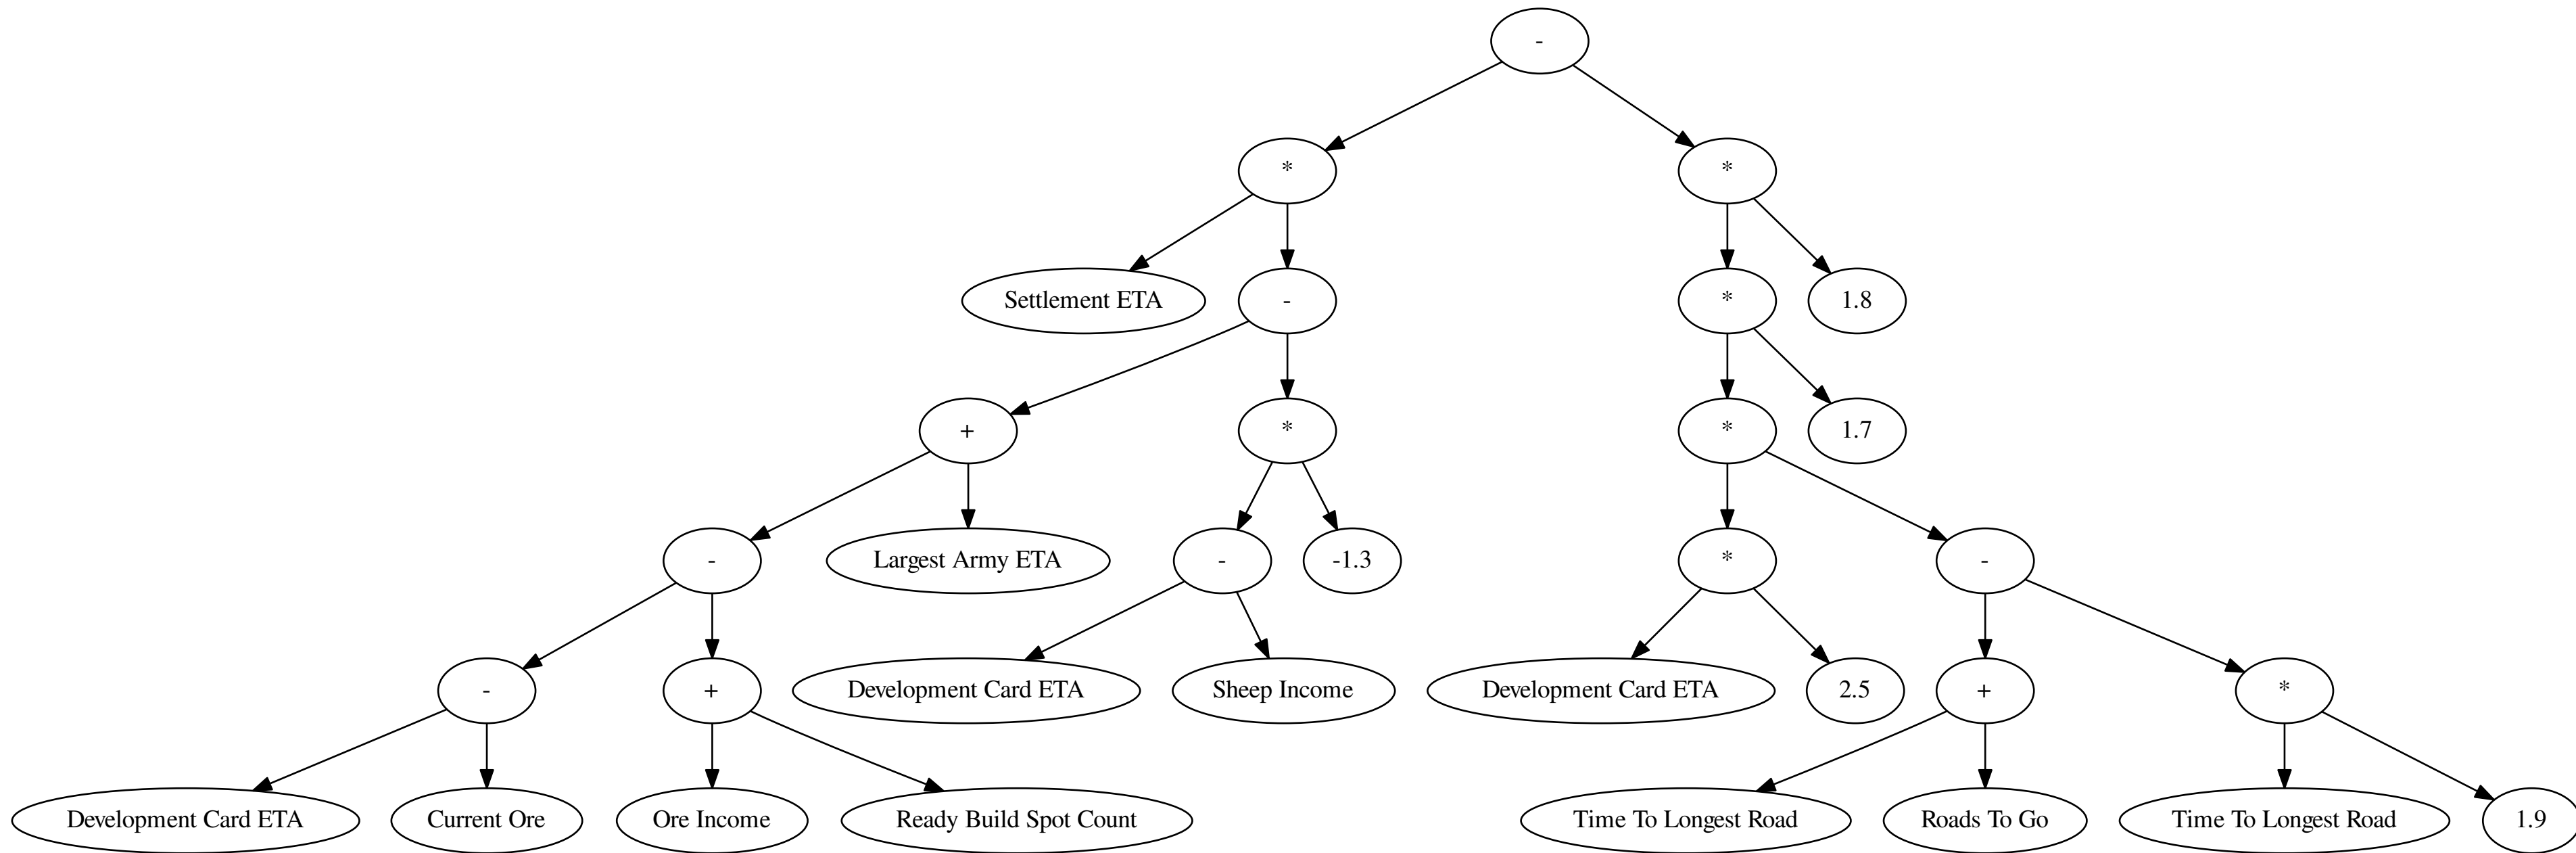 -
*
*
Settlement ETA
-
*
1.8
+
*
*
1.7
-
Largest Army ETA
-
-1.3
*
-
-
+
Development Card ETA
Sheep Income
Development Card ETA
2.5
+
*
Development Card ETA
Current Ore
Ore Income
Ready Build Spot Count
Time To Longest Road
Roads To Go
Time To Longest Road
1.9